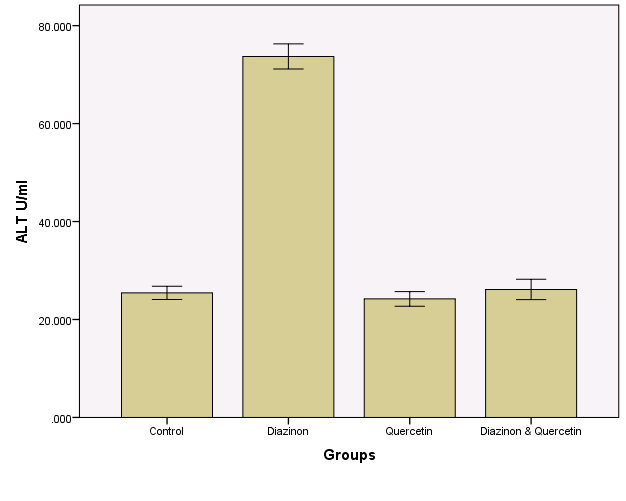 80.000
60.000
40.000
20.000
.000
ALT U/ml
Control
Diazinon
Quercetin
Diazinon & Quercetin
Groups